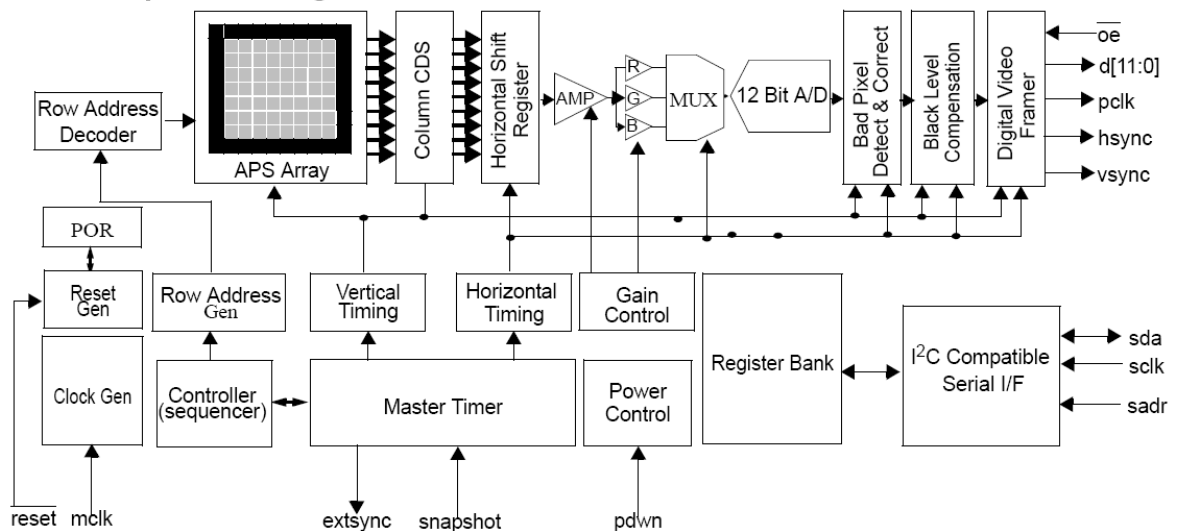 Row Address
Decoder
APS Array
Column CDS
Horizontal Shift
Register
AMP
R
G
B
MUX
12 Bit A/D
Bad Pixel
Detect & Correct
Black Level
Compensation
Digital Video
Framer
oe
d[11:0]
pclk
hsync
vsync
POR
Reset
Gen
Row Address
Gen
Vertical
Timing
Horizontal
Timing
Gain
Control
Clock Gen
Controller
(sequencer)
Master Timer
Power
Control
Register Bank
I2C Compatible
Serial I/F
sda
sclk
sadr
reset
mclk
extsync
snapshot
pdwn